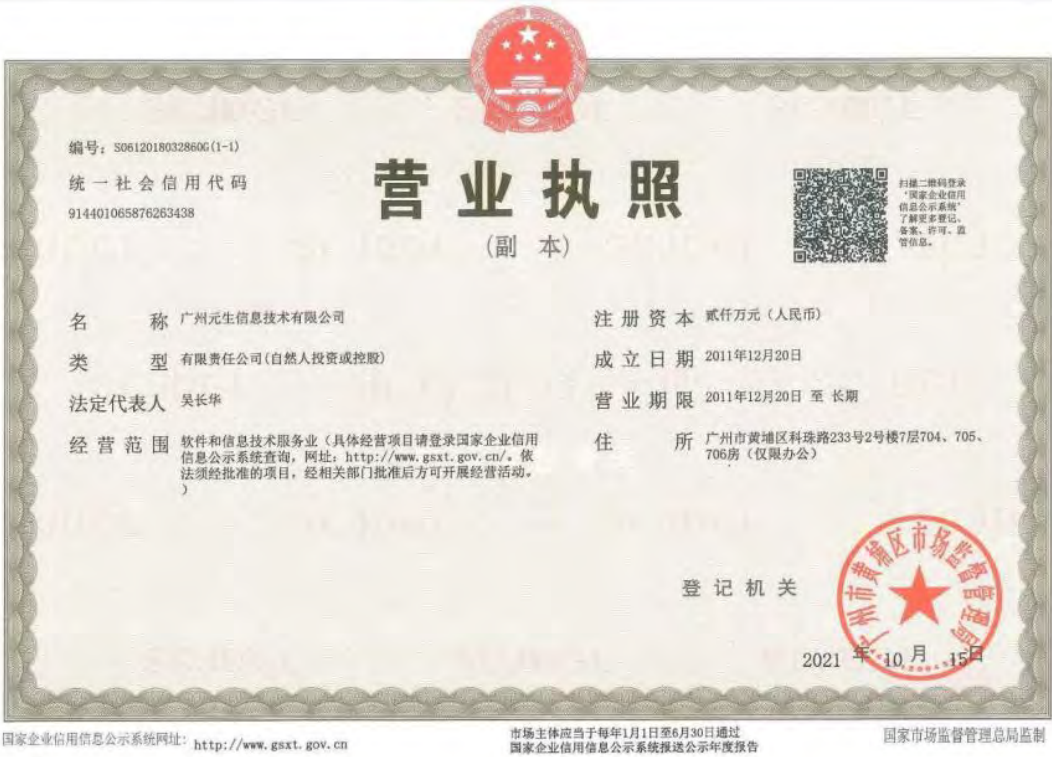 编号：S0612018032860G(1-1)
统一社会信用代码
914401065876263438
营业执照
(副 本)
扫描二维码登录
“国家企业信用
信息公示系统”
了解更多登记、
备案、许可、监
管信息。
名 称 广州元生信息技术有限公司
类 型 有限责任公司(自然人投资或控股)
法定代表人 吴长华
经营范围 软件和信息技术服务业（具体经营项目请登录国家企业信用
信息公示系统查询，网址：http://www.gsxt.gov.cn/。依
法须经批准的项目，经相关部门批准后方可开展经营活动。
）
注册资本 贰仟万元（人民币）
成立日期 2011年12月20日
营业期限 2011年12月20日 至 长期
住 所 广州市黄埔区科珠路233号2号楼7层704、705、
706房（仅限办公）
登记机关
广州市黄埔区市场监督管理局
2021 年 10 月 15日
国家企业信用信息公示系统网址：http://www.gsxt.gov.cn
市场主体应当于每年1月1日至6月30日通过
国家企业信用信息公示系统报送公示年度报告
国家市场监督管理总局监制